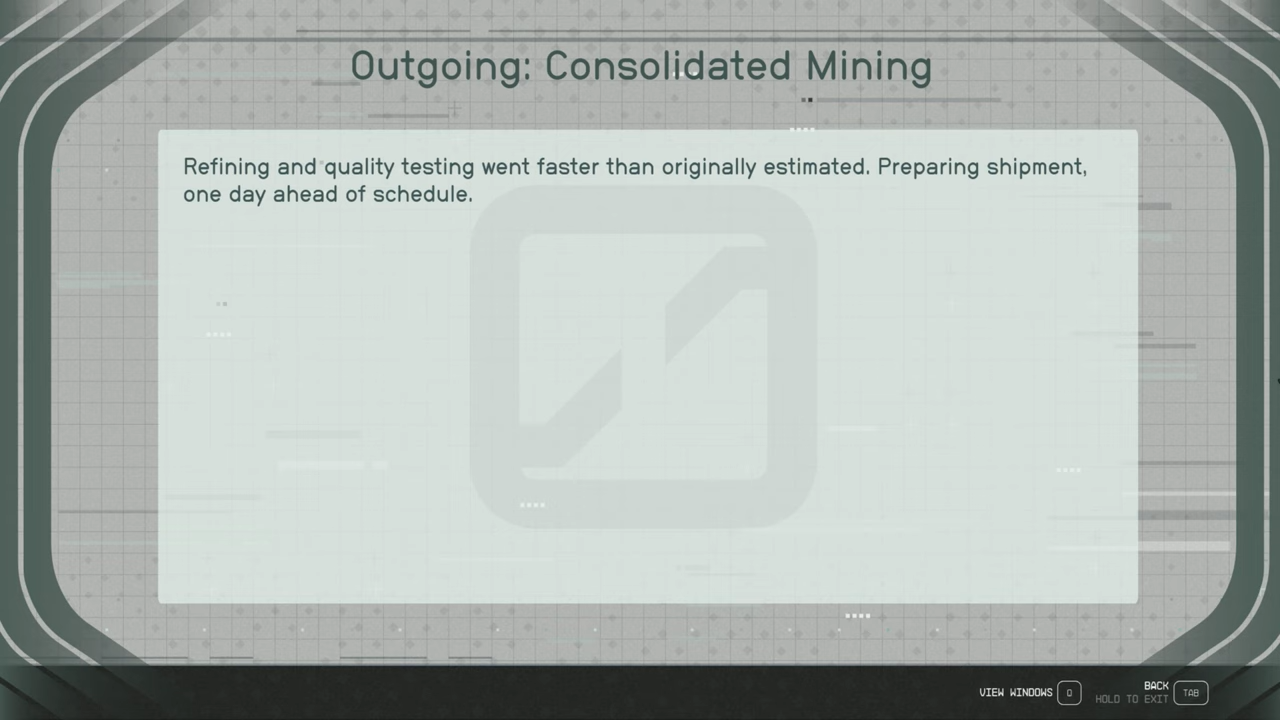 Outgoing: Consolidated Mining
Refining and quality testing went faster than originally estimated. Preparing shipment,
one day ahead of schedule.
VIEW WINDOWS Q
BACK TAB
HOLD TO EXIT